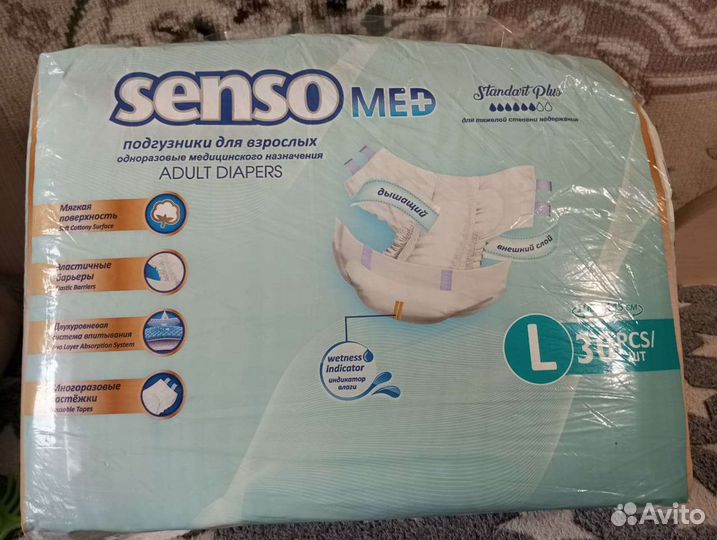 senso MED
подгузники для взрослых
одноразовые медицинского назначения
ADULT DIAPERS
Standart Plus
для тяжелой степени недержания
Мягкая
поверхность
Soft Cottony Surface
эластичные
барьеры
Elastic Barriers
Двухуровневая
система впитывания
Layer Absorption System
Многоразовые
застёжки
Reusable Tapes
дышащий
внешний слой
wetness
indicator
индикатор
влаги
L
30 PCS/
ШТ
Avito